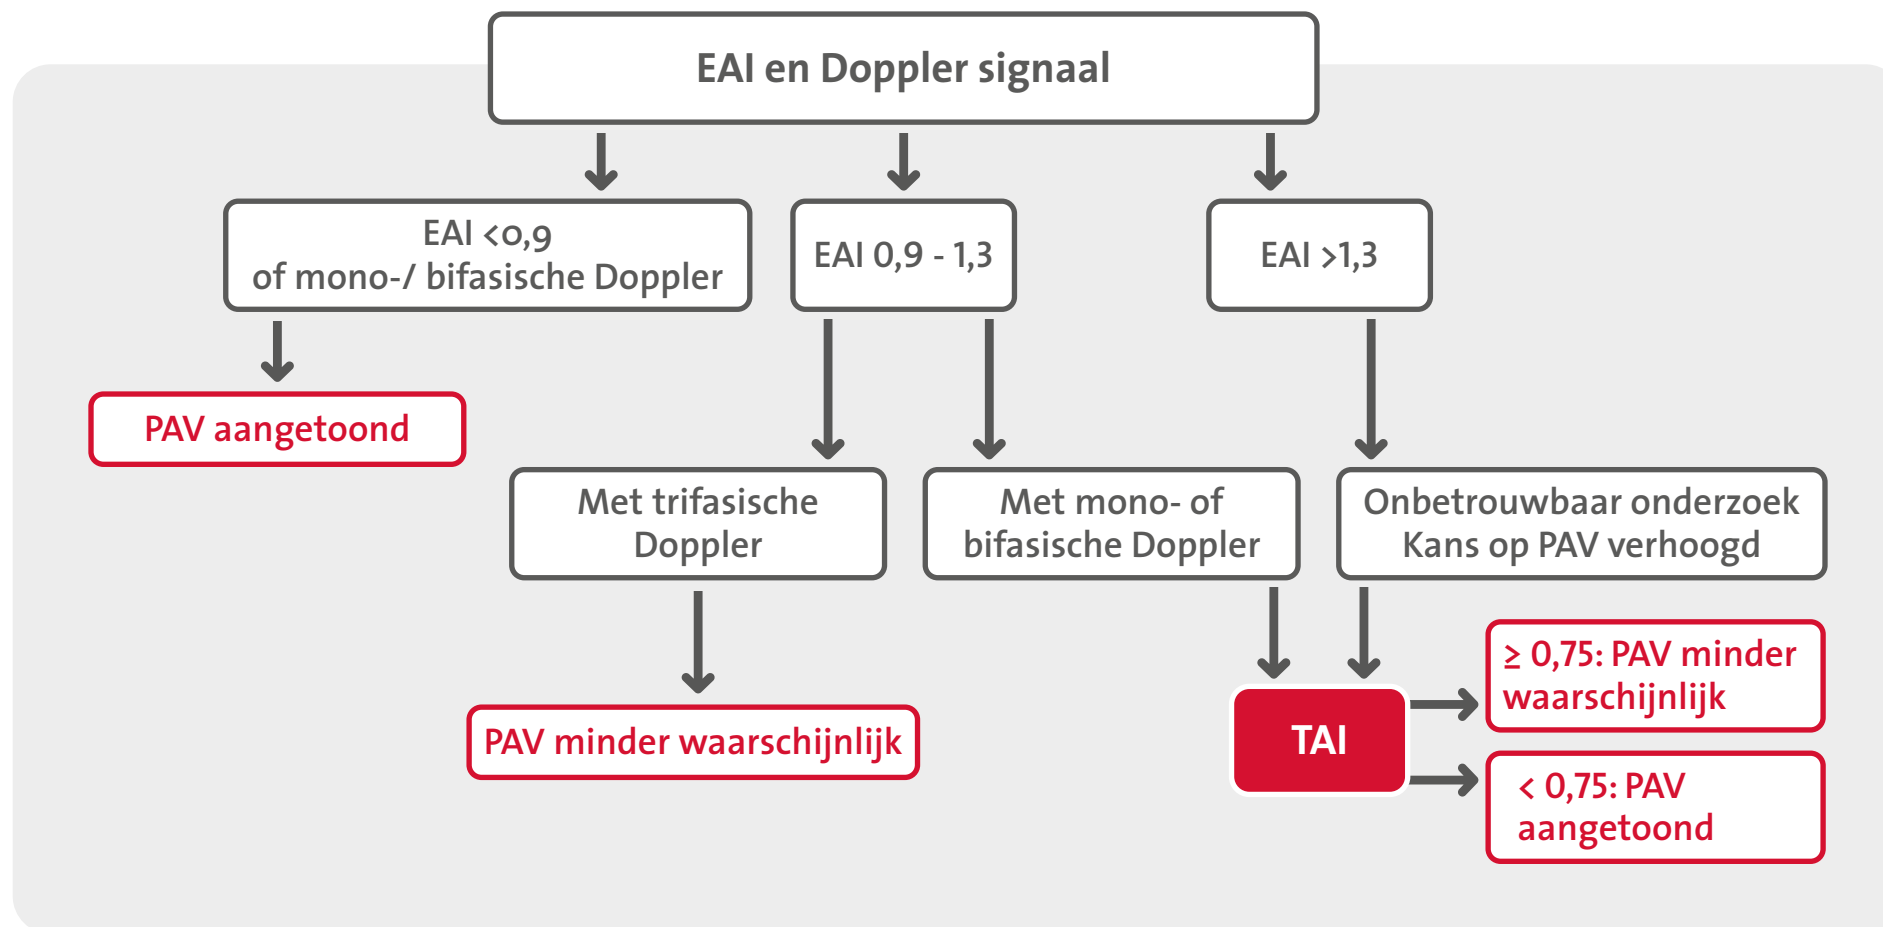 EAI en Doppler signaal
EAI <0,9
of mono-/ bifasische Doppler
EAI 0,9 - 1,3
EAI >1,3
PAV aangetoond
Met trifasische
Doppler
Met mono- of
bifasische Doppler
Onbetrouwbaar onderzoek
Kans op PAV verhoogd
PAV minder waarschijnlijk
TAI
≥ 0,75: PAV minder
waarschijnlijk
< 0,75: PAV
aangetoond